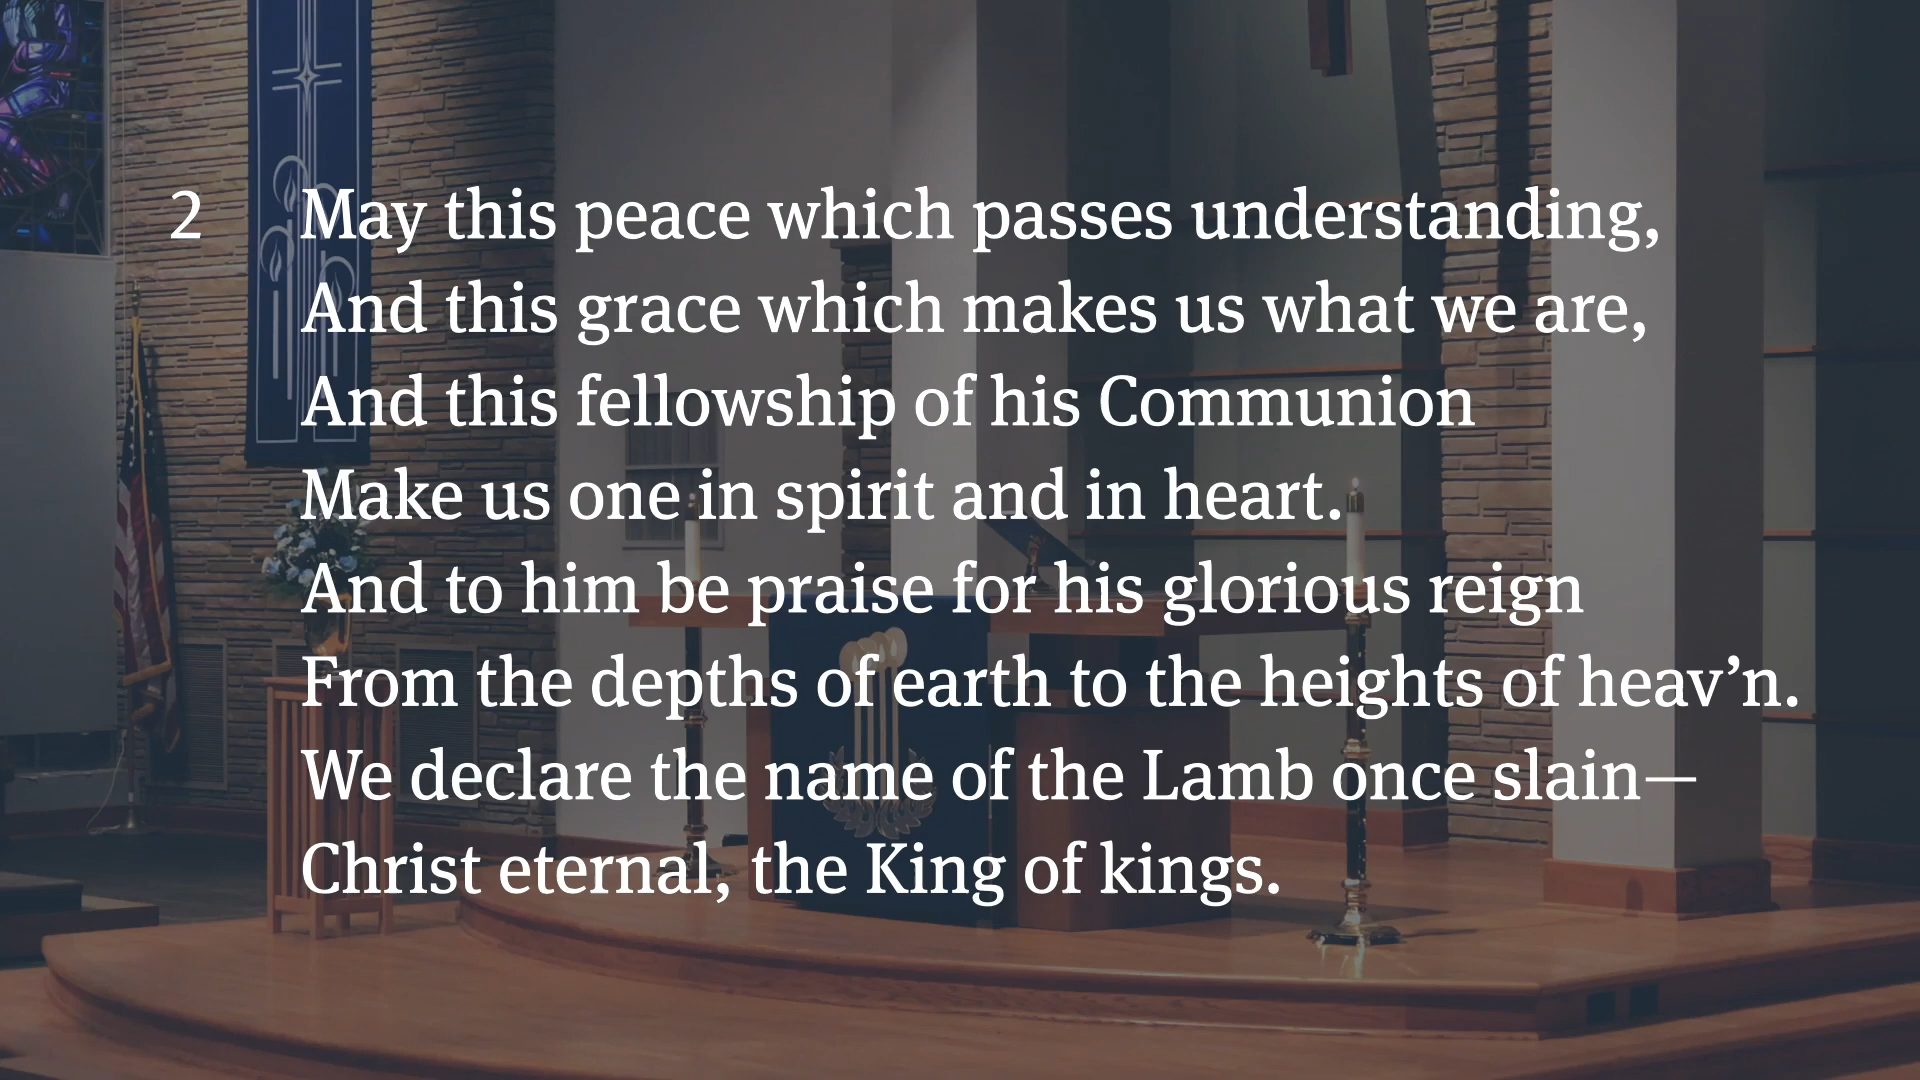 2 May this peace which passes understanding,
And this grace which makes us what we are,
And this fellowship of his Communion
Make us one in spirit and in heart.
And to him be praise for his glorious reign
From the depths of earth to the heights of heav’n.
We declare the name of the Lamb once slain—
Christ eternal, the King of kings.